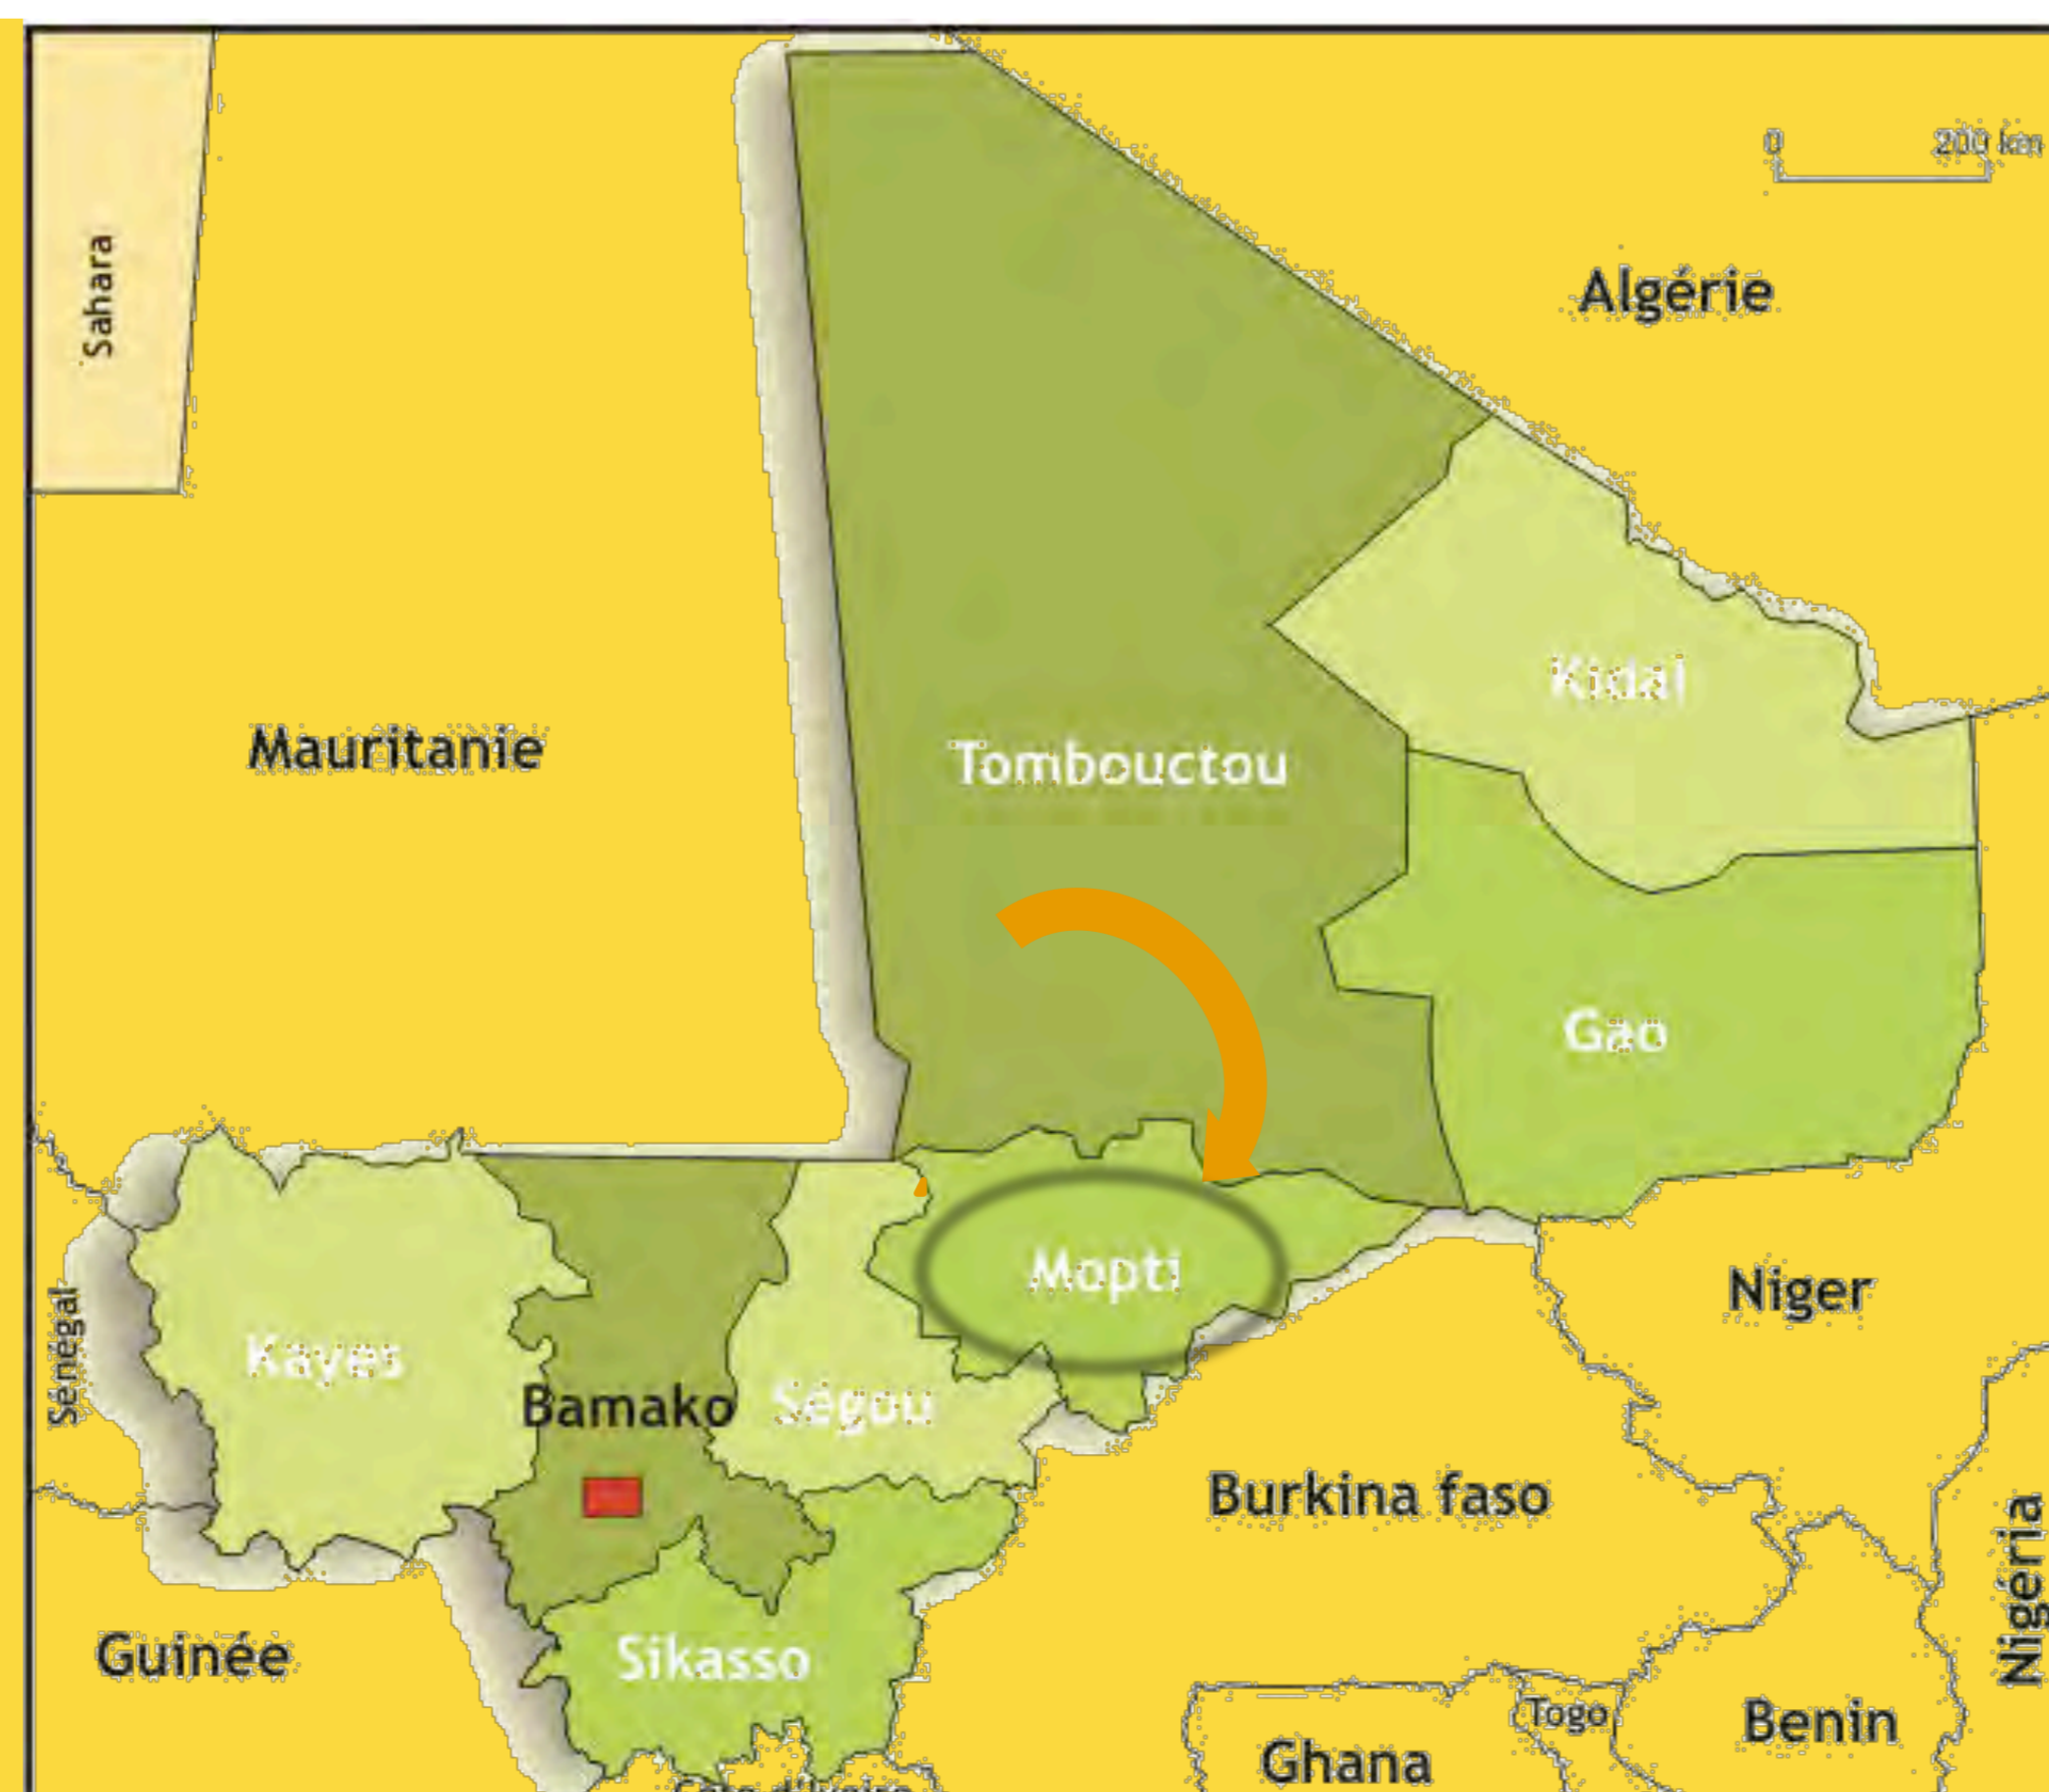 0 200 km
Sahara
Algérie
Kidal
Mauritanie
Tombouctou
Gao
Mopti
Niger
Sénégal
Kayes
Bamako
Ségou
Burkina faso
Nigéria
Guinée
Sikasso
Togo
Benin
Ghana